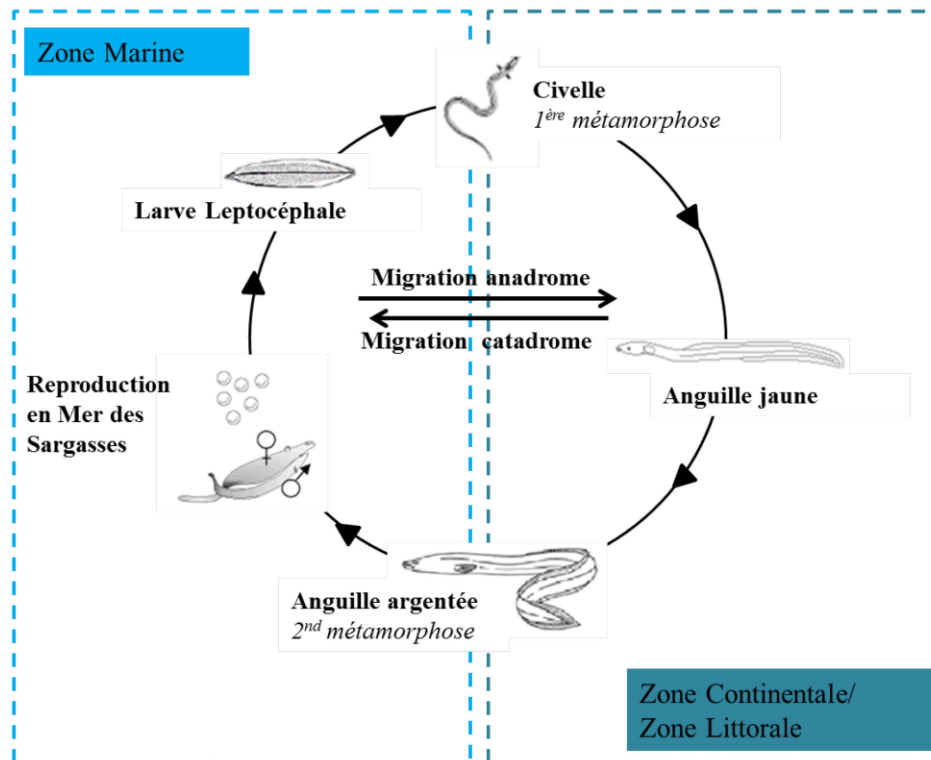 Zone Marine
Civelle
1ère métamorphose
Larve Leptocéphale
Migration anadrome
Migration catadrome
Reproduction
en Mer des
Sargasses
Anguille jaune
Anguille argentée
2nd métamorphose
Zone Continentale/
Zone Littorale